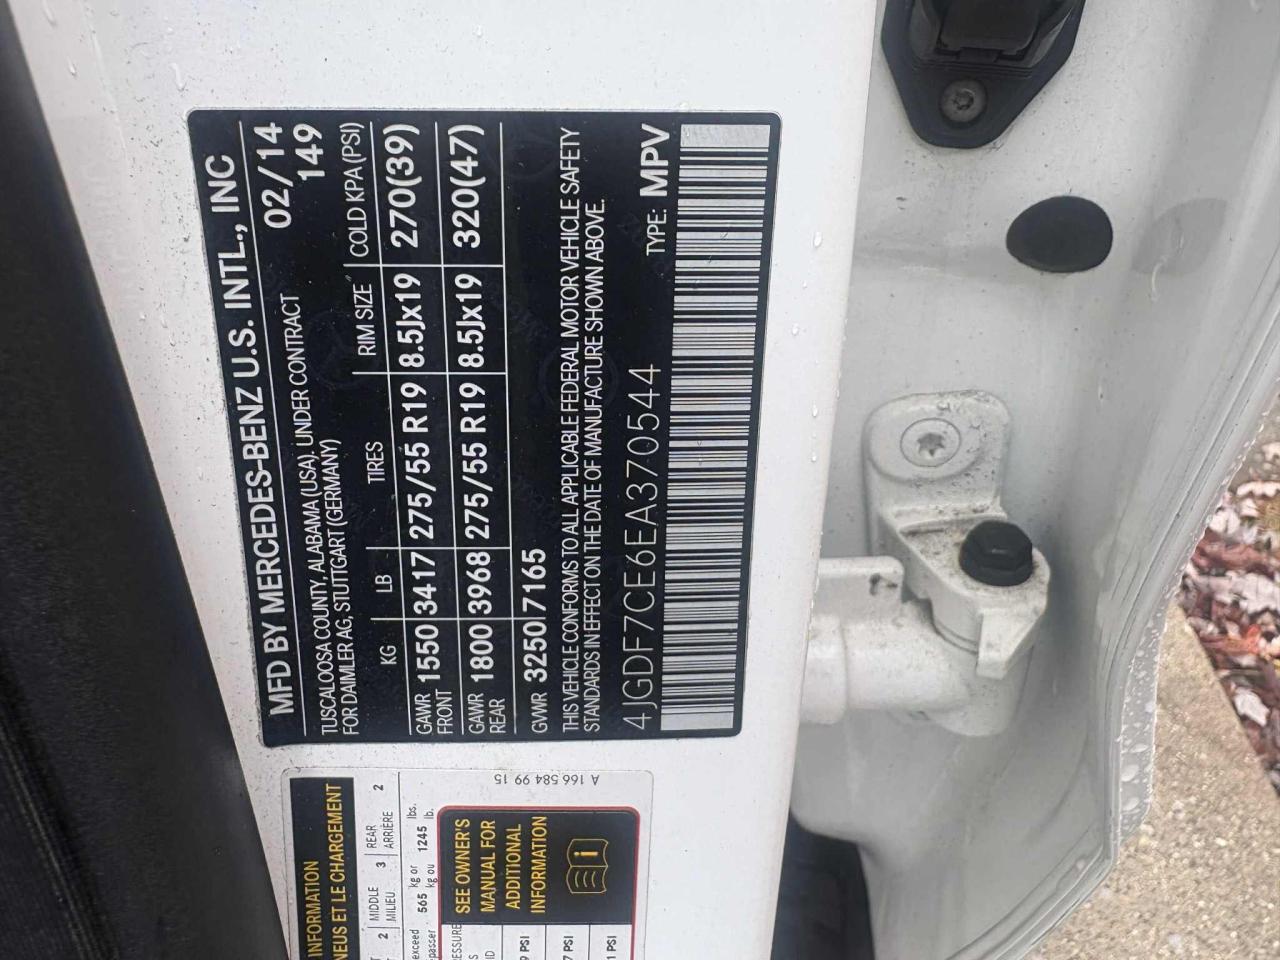 MFD BY MERCEDES-BENZ U.S. INTL., INC
TUSCALOOSA COUNTY, ALABAMA (USA). UNDER CONTRACT 02/14
FOR DAIMLER AG, STUTTGART (GERMANY) 149
KG LB TIRES RIM SIZE COLD KPA (PSI)
GAWR FRONT 1550 3417 275/55 R19 8.5Jx19 270(39)
GAWR REAR 1800 3968 275/55 R19 8.5Jx19 320(47)
GVWR 3250 7165
THIS VEHICLE CONFORMS TO ALL APPLICABLE FEDERAL MOTOR VEHICLE SAFETY
STANDARDS IN EFFECT ON THE DATE OF MANUFACTURE SHOWN ABOVE.
4JGDF7CE6EA370544 TYPE: MPV
INFORMATION
ET LE CHARGEMENT
2 MIDDLE 3 REAR 2
MILIEU ARRIÈRE
exceed 565 kg or 1245 lbs.
kg ou lb.
SEE OWNER'S
MANUAL FOR
ADDITIONAL
INFORMATION
PSI
PSI
PSI
A 166 584 99 15